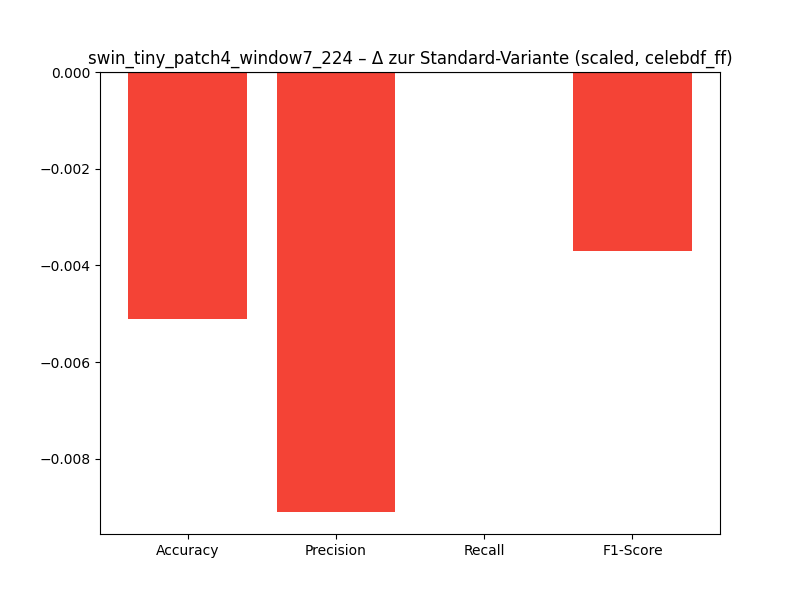 swin_tiny_patch4_window7_224 – Δ zur Standard-Variante (scaled, celebdf_ff)
0.000
−0.002
−0.004
−0.006
−0.008
Accuracy Precision Recall F1-Score